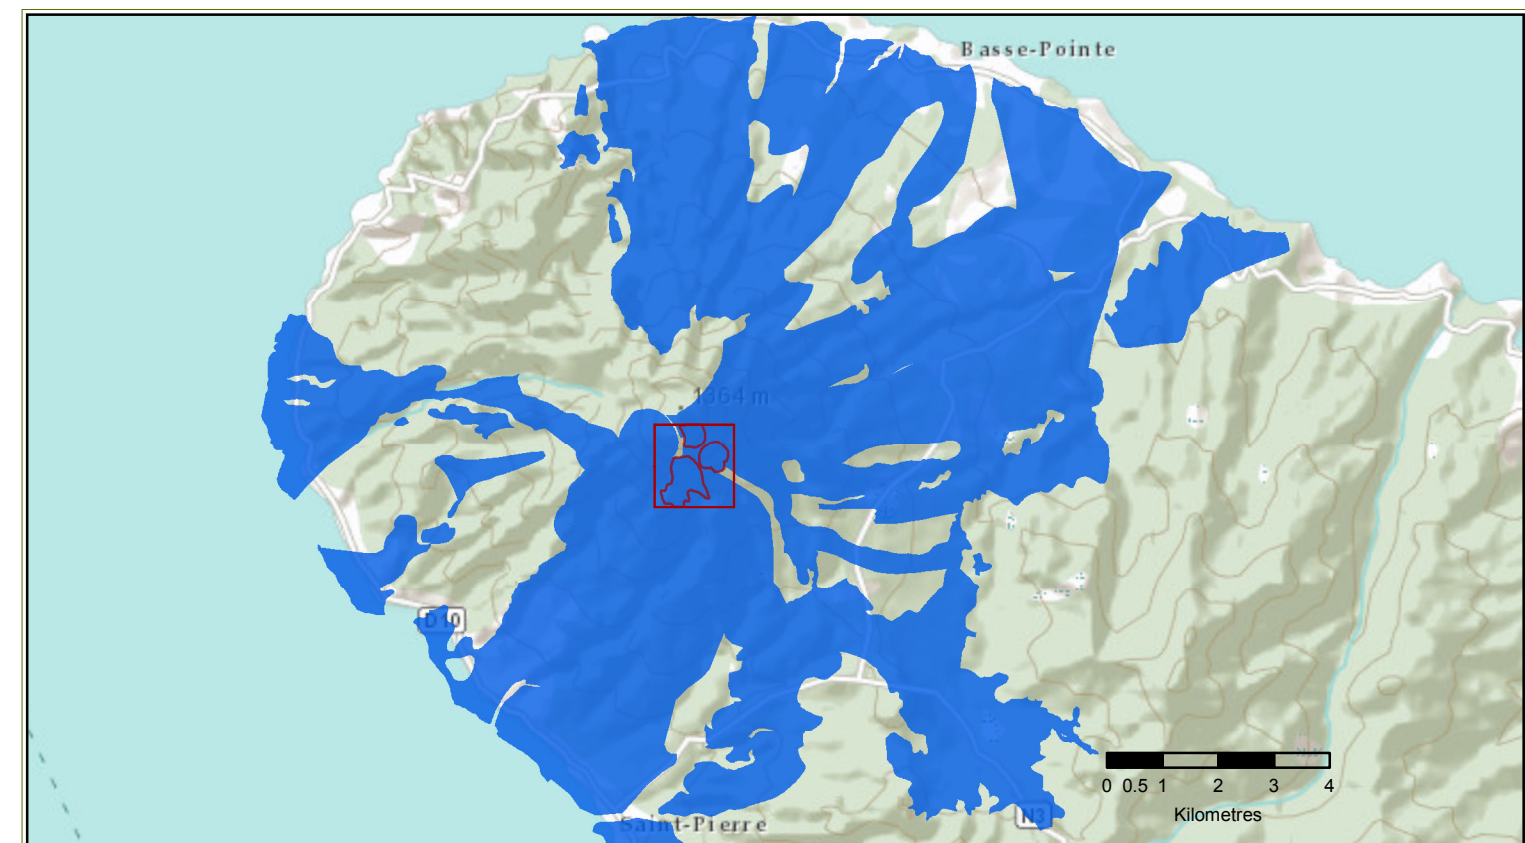 Basse-Pointe
1364 m
D10
0 0.5 1 2 3 4
Kilometres
N3
Saint-Pierre